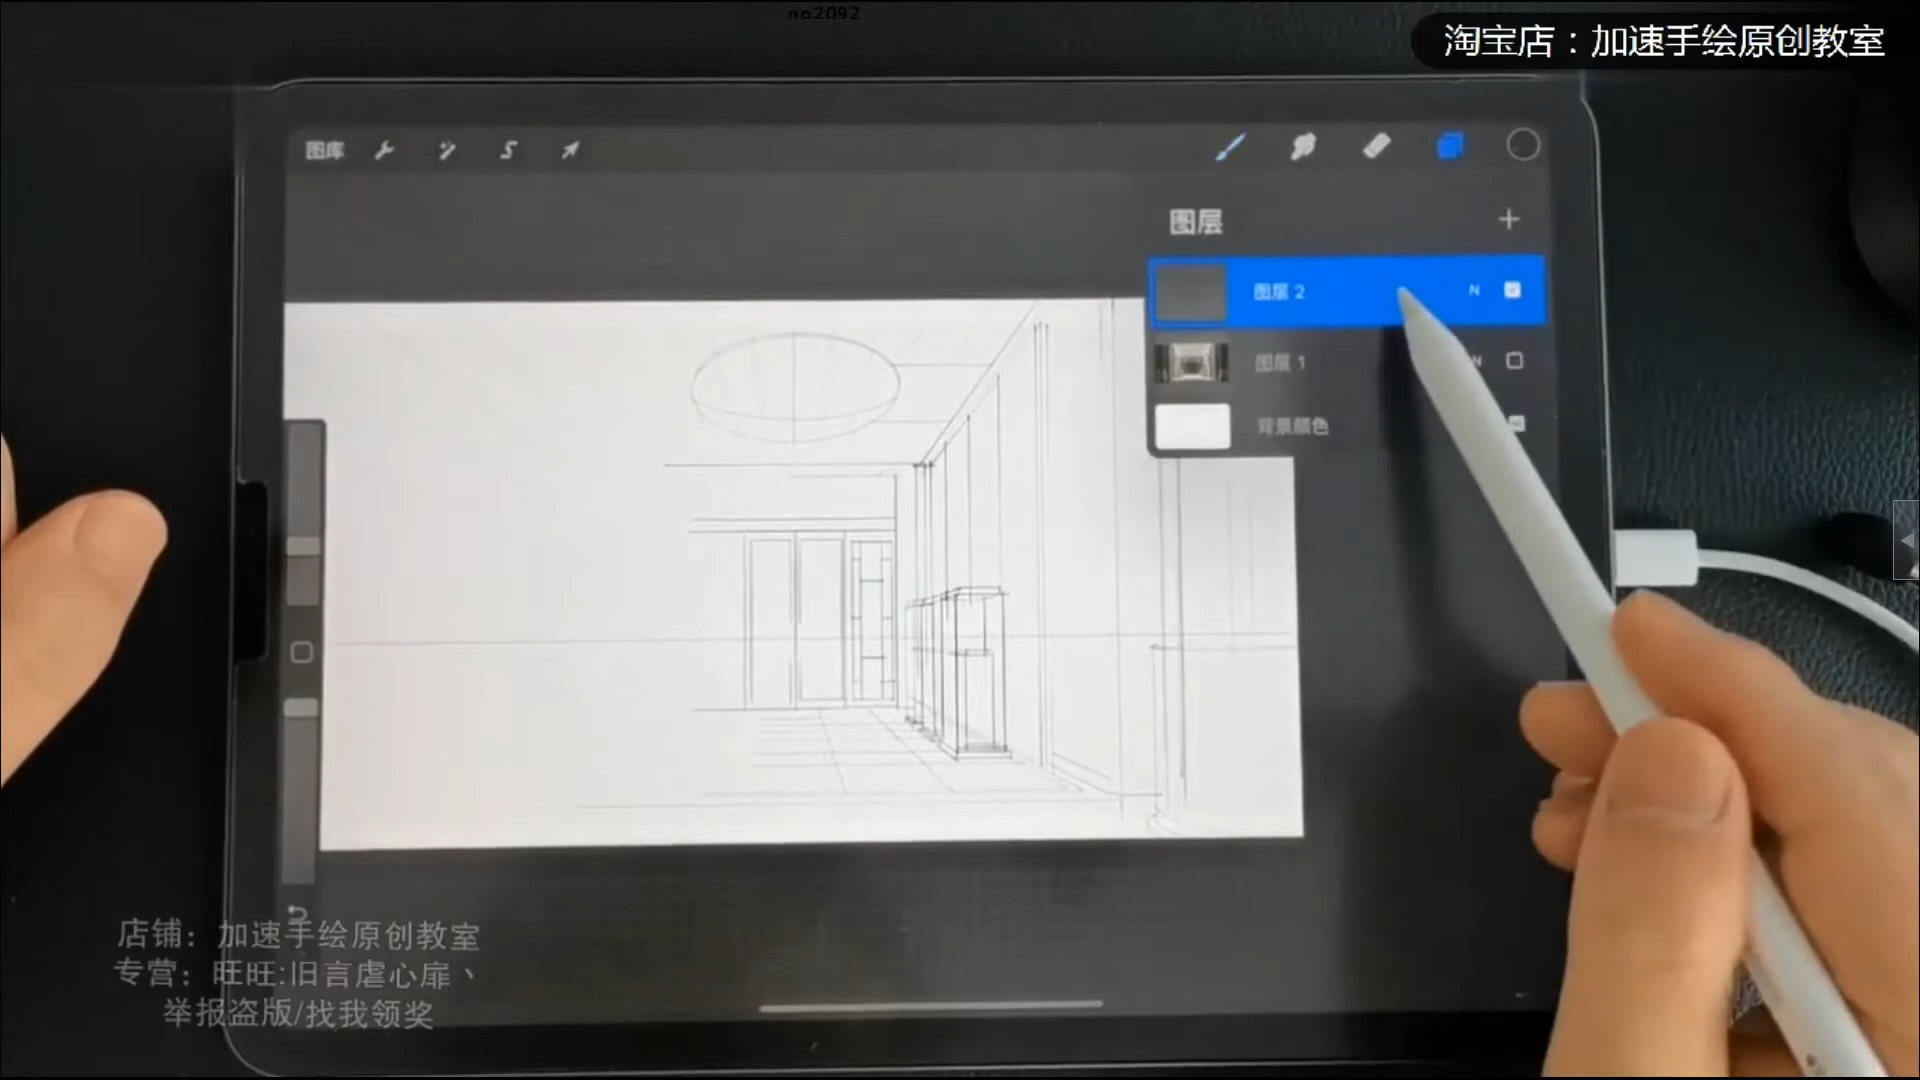 no2092
淘宝店：加速手绘原创教室
图库
图层
图层 2
N
图层 1
N
背景颜色
店铺：加速手绘原创教室
专营：旺旺:旧言虐心扉丶
举报盗版/找我领奖